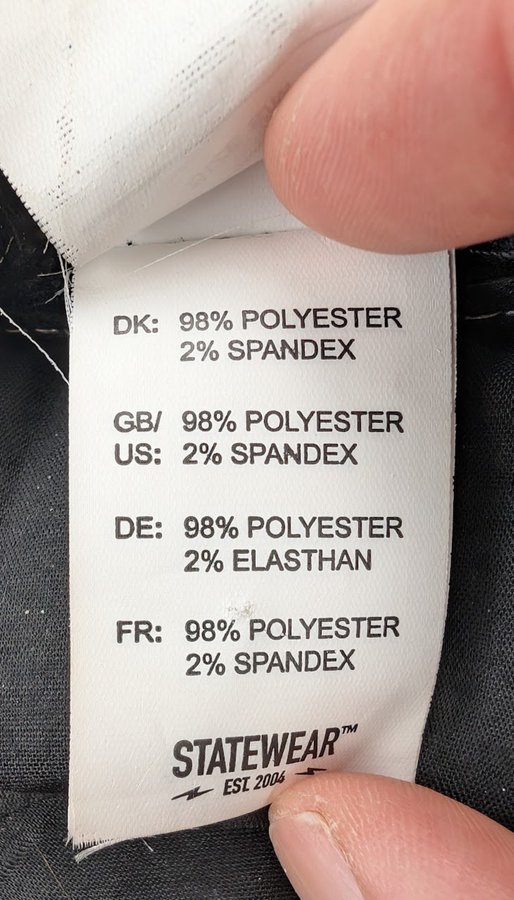 DK: 98% POLYESTER
2% SPANDEX
GB/ 98% POLYESTER
US: 2% SPANDEX
DE: 98% POLYESTER
2% ELASTHAN
FR: 98% POLYESTER
2% SPANDEX
STATEWEAR™
EST. 2004